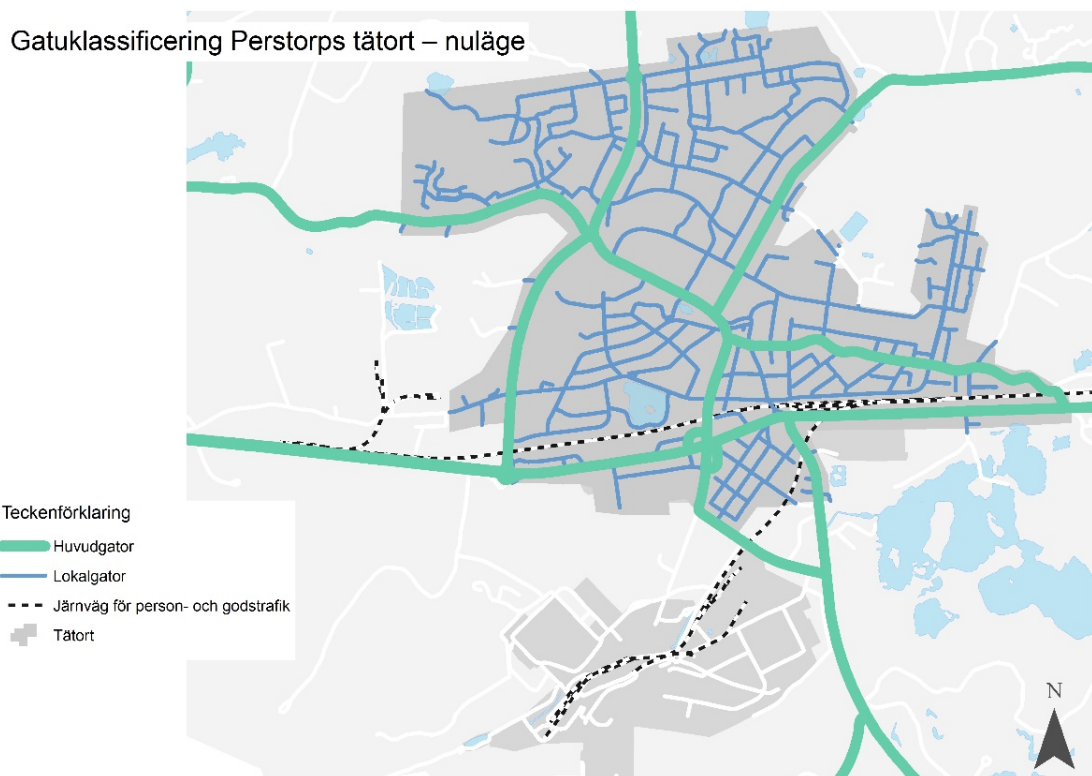 Gatuklassificering Perstorps tätort – nuläge
Teckenförklaring
Huvudgator
Lokalgator
Järnväg för person- och godstrafik
Tätort
N